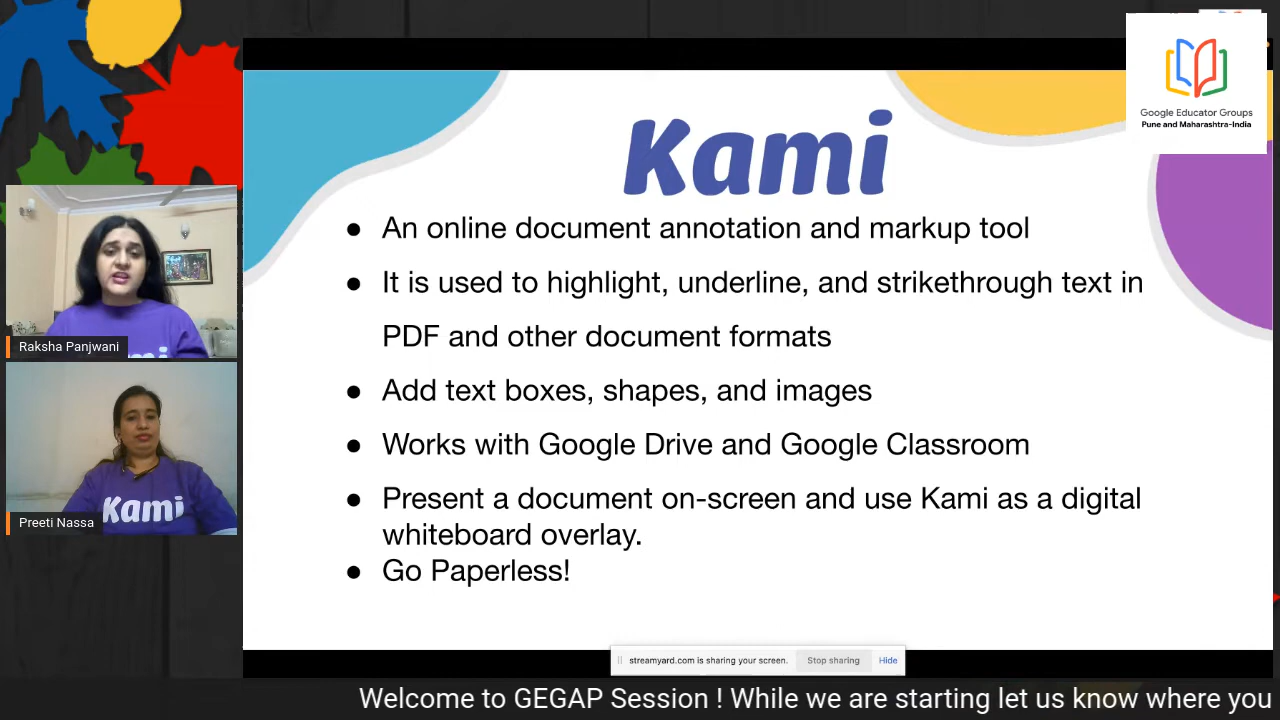 Google Educator Groups
Pune and Maharashtra-India
Kami
● An online document annotation and markup tool
● It is used to highlight, underline, and strikethrough text in
PDF and other document formats
● Add text boxes, shapes, and images
● Works with Google Drive and Google Classroom
● Present a document on-screen and use Kami as a digital
whiteboard overlay.
● Go Paperless!
Raksha Panjwani
Kami
Preeti Nassa
streamyard.com is sharing your screen. Stop sharing Hide
Welcome to GEGAP Session ! While we are starting let us know where you